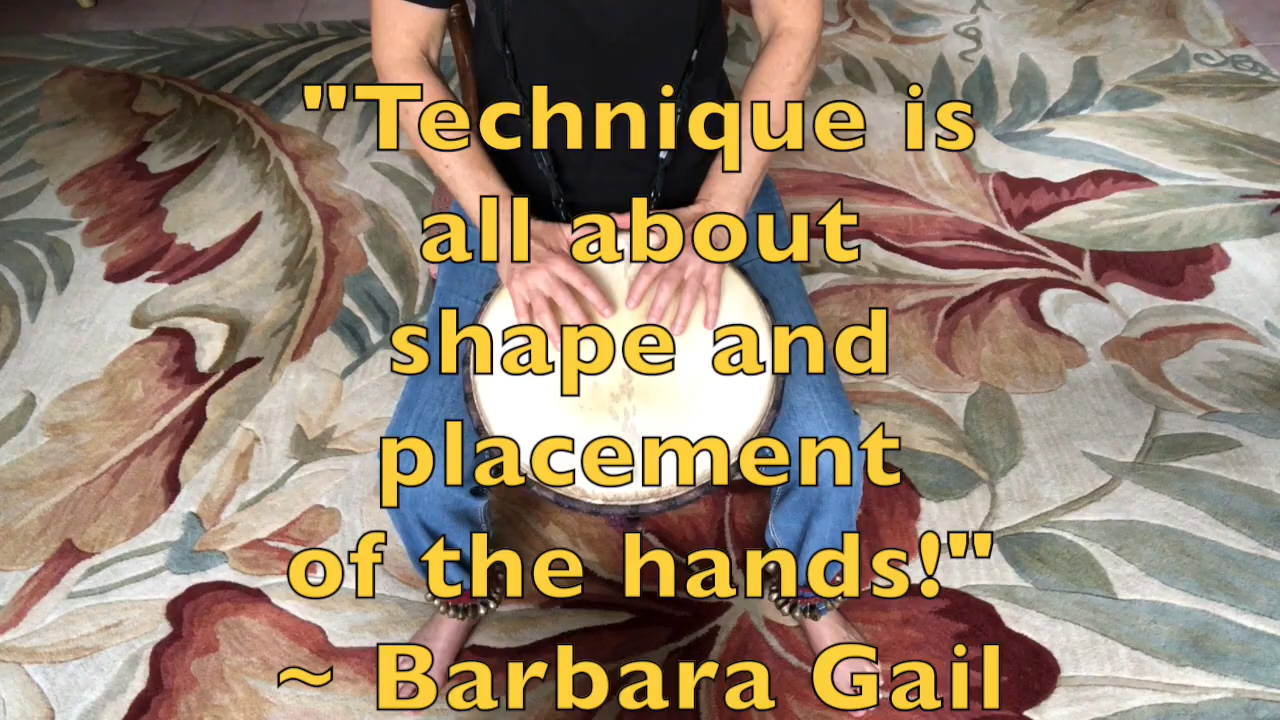 "Technique is
all about
shape and
placement
of the hands!"
~ Barbara Gail